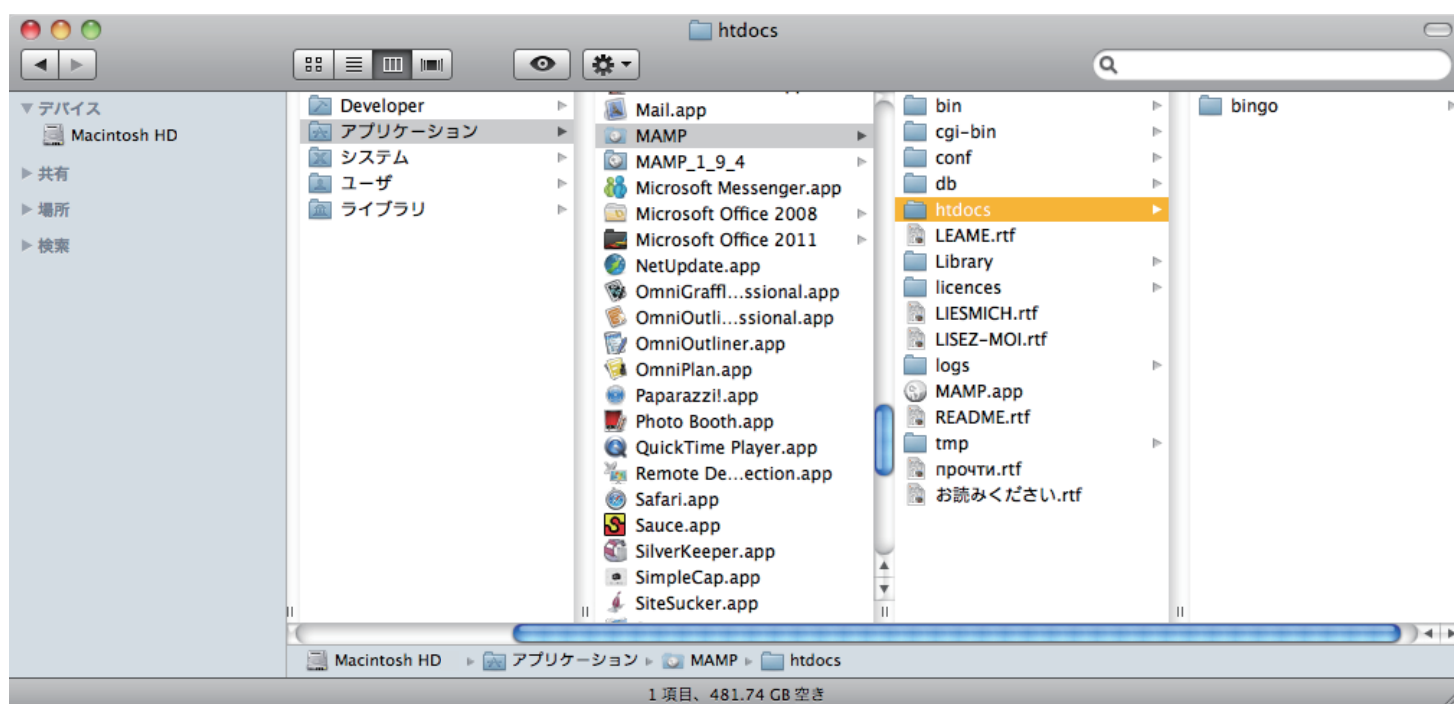 htdocs
デバイス
Macintosh HD
共有
場所
検索
Developer
アプリケーション
システム
ユーザ
ライブラリ
Mail.app
MAMP
MAMP_1_9_4
Microsoft Messenger.app
Microsoft Office 2008
Microsoft Office 2011
NetUpdate.app
OmniGraffl...ssional.app
OmniOutli...ssional.app
OmniOutliner.app
OmniPlan.app
Paparazzi!.app
Photo Booth.app
QuickTime Player.app
Remote De...ection.app
Safari.app
Sauce.app
SilverKeeper.app
SimpleCap.app
SiteSucker.app
bin
cgi-bin
conf
db
htdocs
LEAME.rtf
Library
licences
LIESMICH.rtf
LISEZ-MOI.rtf
logs
MAMP.app
README.rtf
tmp
прочти.rtf
お読みください.rtf
bingo
Macintosh HD アプリケーション MAMP htdocs
1 項目、481.74 GB 空き